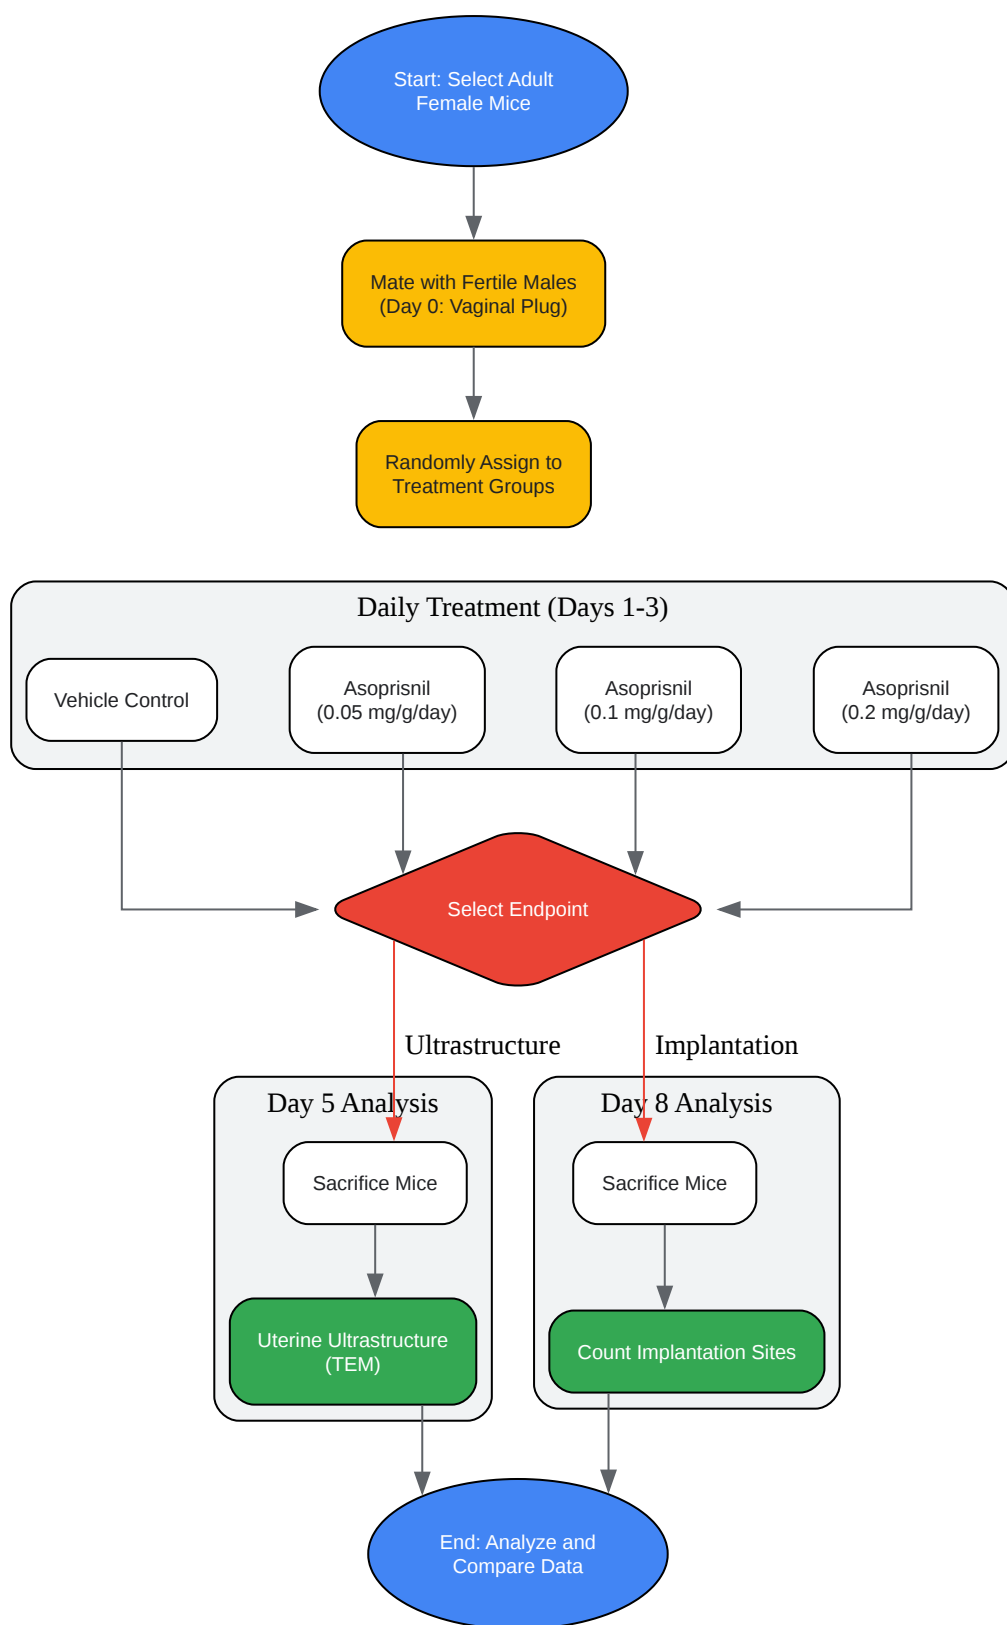 Start: Select Adult
Female Mice
Mate with Fertile Males
(Day 0: Vaginal Plug)
Randomly Assign to
Treatment Groups
Daily Treatment (Days 1-3)
Vehicle Control
Asoprisnil
(0.05 mg/g/day)
Asoprisnil
(0.1 mg/g/day)
Asoprisnil
(0.2 mg/g/day)
Select Endpoint
Ultrastructure
Implantation
Day 5 Analysis
Sacrifice Mice
Uterine Ultrastructure
(TEM)
Day 8 Analysis
Sacrifice Mice
Count Implantation Sites
End: Analyze and
Compare Data